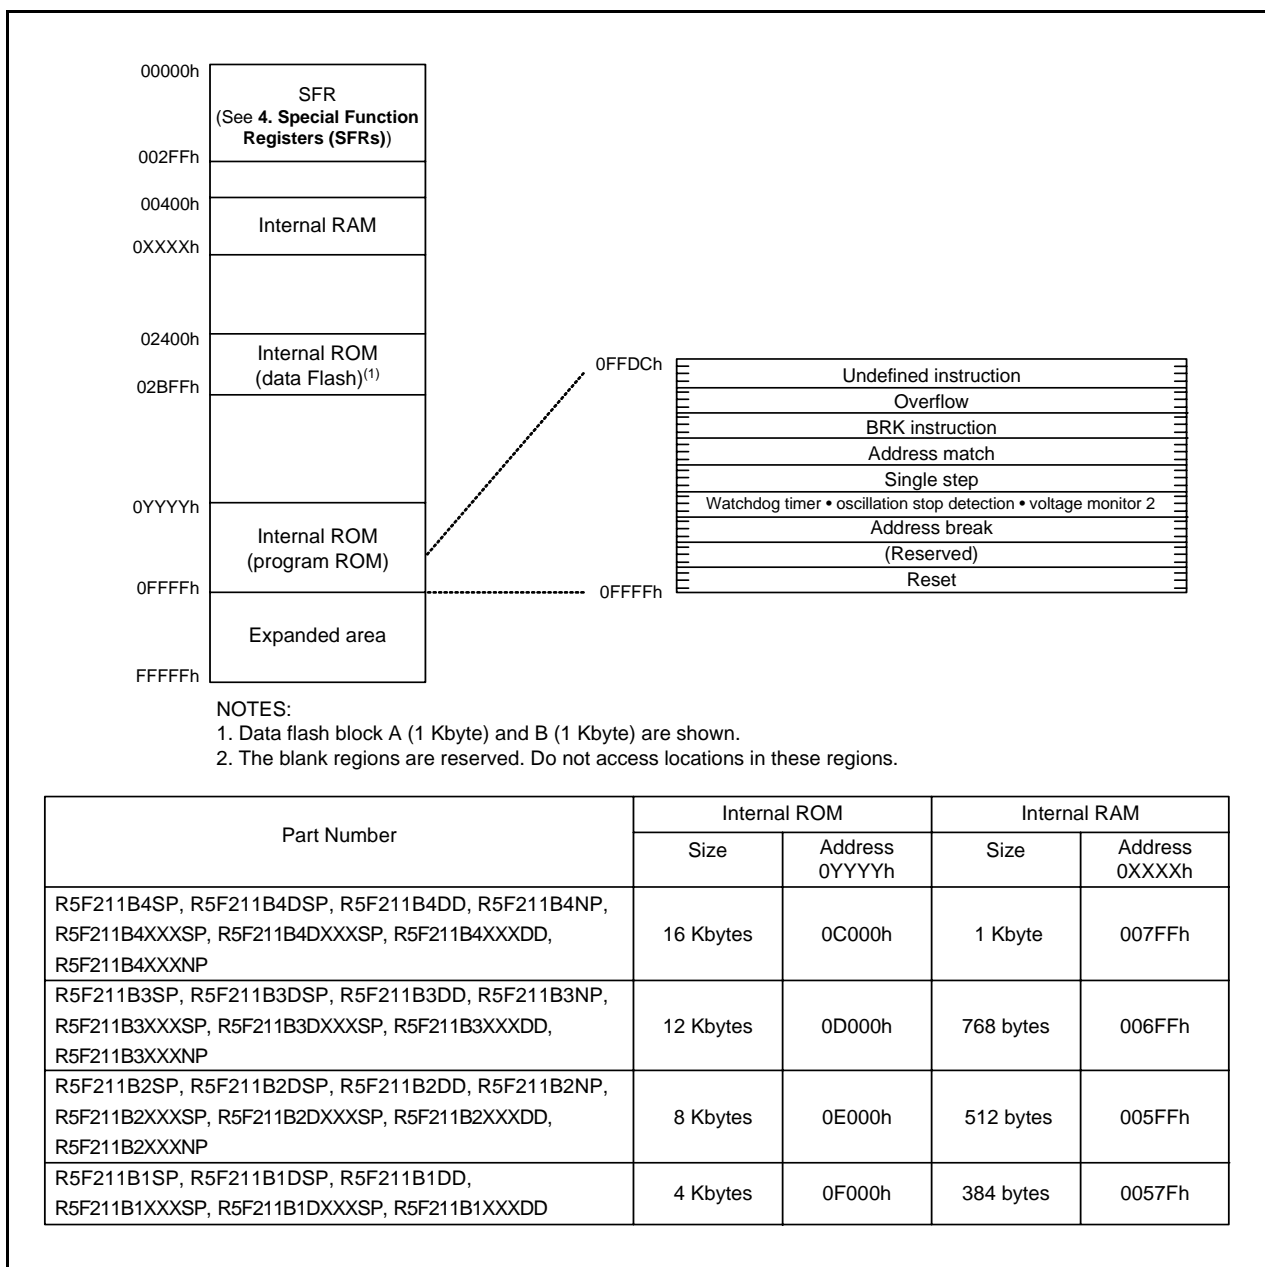 00000h
SFR
(See 4. Special Function
Registers (SFRs))
002FFh
00400h
Internal RAM
0XXXXh
02400h
Internal ROM
(data Flash)(1)
02BFFh
0YYYYh
Internal ROM
(program ROM)
0FFFFh
Expanded area
FFFFFh
0FFDCh
Undefined instruction
Overflow
BRK instruction
Address match
Single step
Watchdog timer • oscillation stop detection • voltage monitor 2
Address break
(Reserved)
Reset
0FFFFh
NOTES:
1. Data flash block A (1 Kbyte) and B (1 Kbyte) are shown.
2. The blank regions are reserved. Do not access locations in these regions.
Part Number
Internal ROM
Internal RAM
Size
Address
0YYYYh
Size
Address
0XXXXh
R5F211B4SP, R5F211B4DSP, R5F211B4DD, R5F211B4NP,
R5F211B4XXXSP, R5F211B4DXXXSP, R5F211B4XXXDD,
R5F211B4XXXNP
16 Kbytes
0C000h
1 Kbyte
007FFh
R5F211B3SP, R5F211B3DSP, R5F211B3DD, R5F211B3NP,
R5F211B3XXXSP, R5F211B3DXXXSP, R5F211B3XXXDD,
R5F211B3XXXNP
12 Kbytes
0D000h
768 bytes
006FFh
R5F211B2SP, R5F211B2DSP, R5F211B2DD, R5F211B2NP,
R5F211B2XXXSP, R5F211B2DXXXSP, R5F211B2XXXDD,
R5F211B2XXXNP
8 Kbytes
0E000h
512 bytes
005FFh
R5F211B1SP, R5F211B1DSP, R5F211B1DD,
R5F211B1XXXSP, R5F211B1DXXXSP, R5F211B1XXXDD
4 Kbytes
0F000h
384 bytes
0057Fh